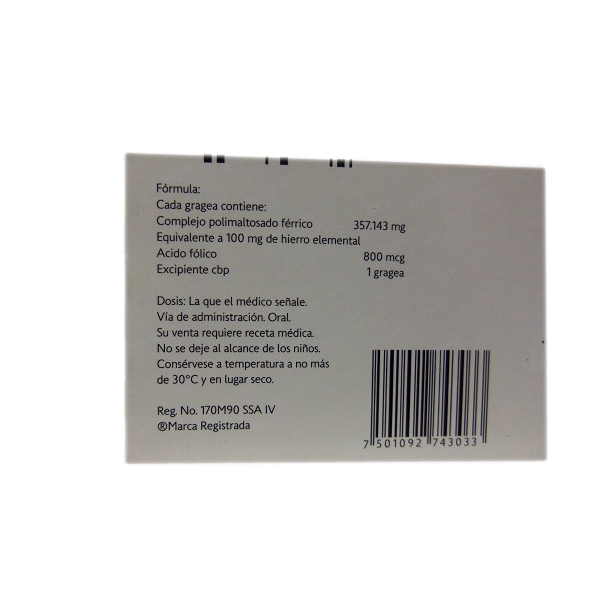 Fórmula:
Cada gragea contiene:
Complejo polimaltosado férrico 357.143 mg
Equivalente a 100 mg de hierro elemental
Acido fólico 800 mcg
Excipiente cbp 1 gragea
Dosis: La que el médico señale.
Vía de administración. Oral.
Su venta requiere receta médica.
No se deje al alcance de los niños.
Consérvese a temperatura a no más
de 30°C y en lugar seco.
Reg. No. 170M90 SSA IV
®Marca Registrada
7 501092 743033